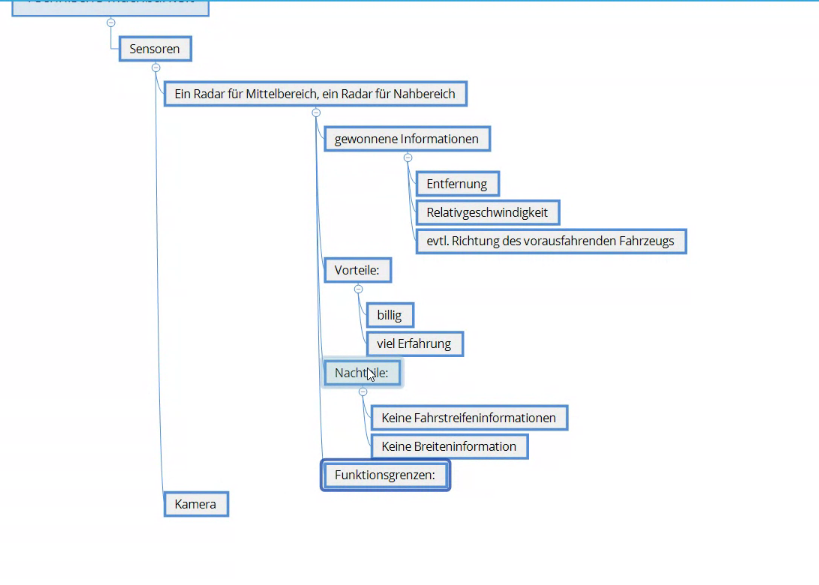 Sensoren
Ein Radar für Mittelbereich, ein Radar für Nahbereich
gewonnene Informationen
Entfernung
Relativgeschwindigkeit
evtl. Richtung des vorausfahrenden Fahrzeugs
Vorteile:
billig
viel Erfahrung
Nachteile:
Keine Fahrstreifeninformationen
Keine Breiteninformation
Funktionsgrenzen:
Kamera